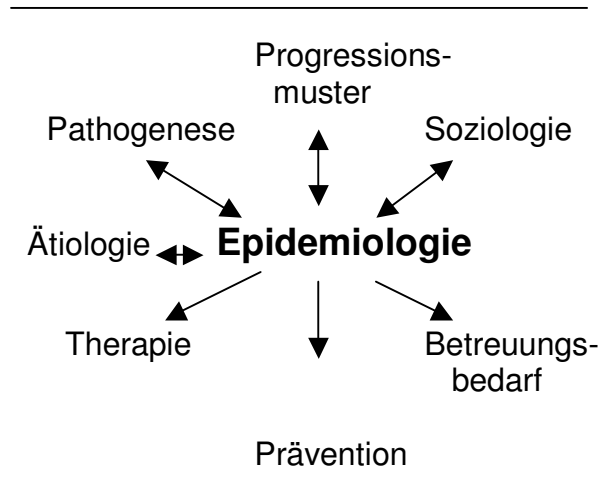 Progressions-
muster
Pathogenese
Soziologie
Ätiologie
Epidemiologie
Therapie
Betreuungs-
bedarf
Prävention